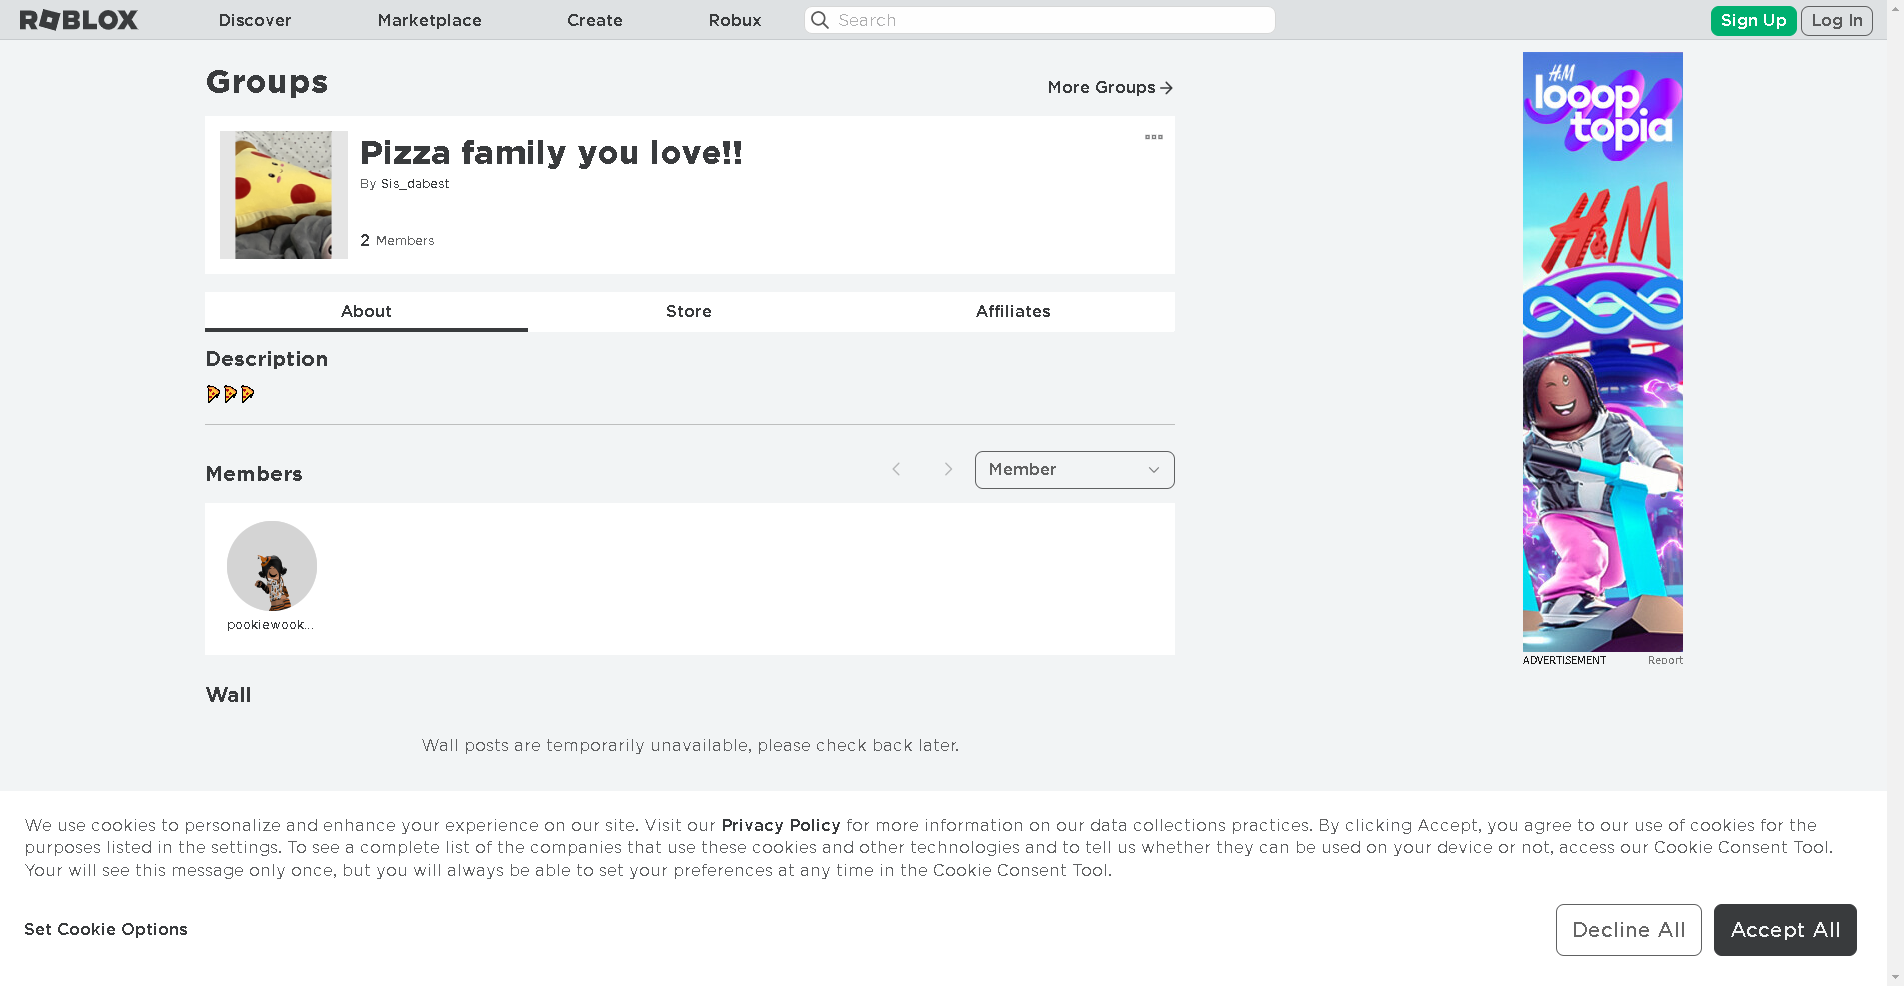 ROBLOX Discover Marketplace Create Robux Search Sign Up Log In
Groups
More Groups
Pizza family you love!!
By Sis_dabest
2 Members
About Store Affiliates
Description
Members
Member
pookiewook...
Wall
Wall posts are temporarily unavailable, please check back later.
H&M
looop
topia
H&M
ADVERTISEMENT Report
We use cookies to personalize and enhance your experience on our site. Visit our Privacy Policy for more information on our data collections practices. By clicking Accept, you agree to our use of cookies for the
purposes listed in the settings. To see a complete list of the companies that use these cookies and other technologies and to tell us whether they can be used on your device or not, access our Cookie Consent Tool.
Your will see this message only once, but you will always be able to set your preferences at any time in the Cookie Consent Tool.
Set Cookie Options
Decline All Accept All